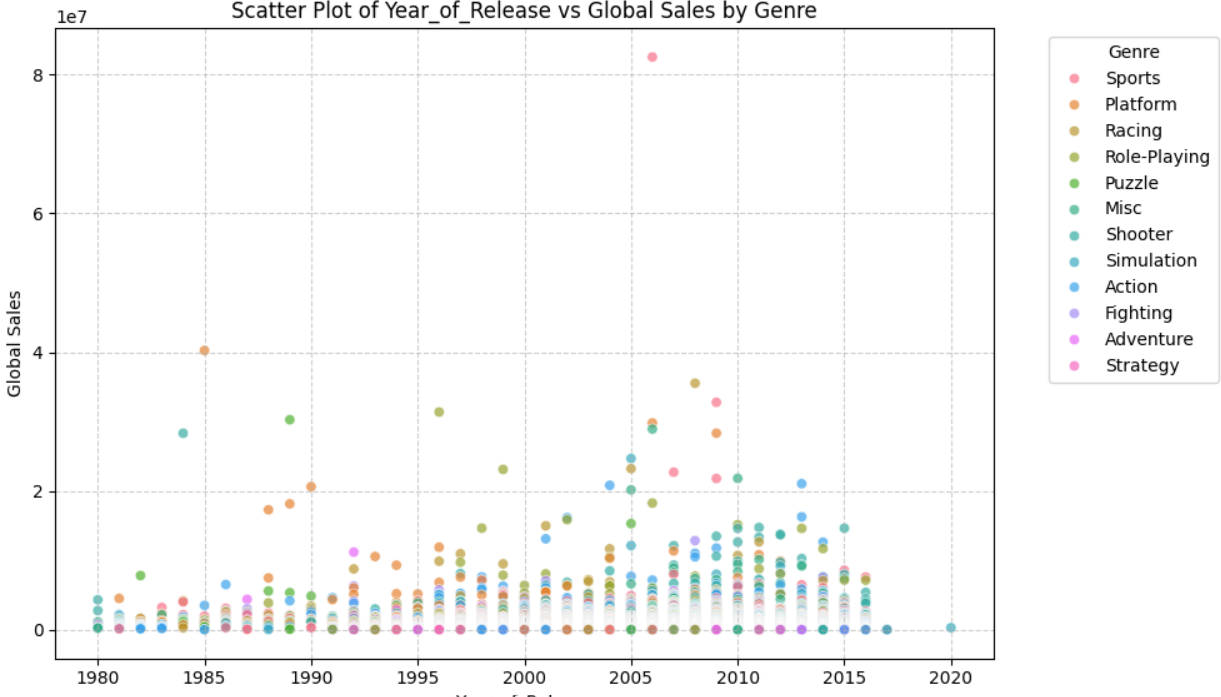 Scatter Plot of Year_of_Release vs Global Sales by Genre
1e7
8
6
4
2
0
Global Sales
1980 1985 1990 1995 2000 2005 2010 2015 2020
Genre
Sports
Platform
Racing
Role-Playing
Puzzle
Misc
Shooter
Simulation
Action
Fighting
Adventure
Strategy